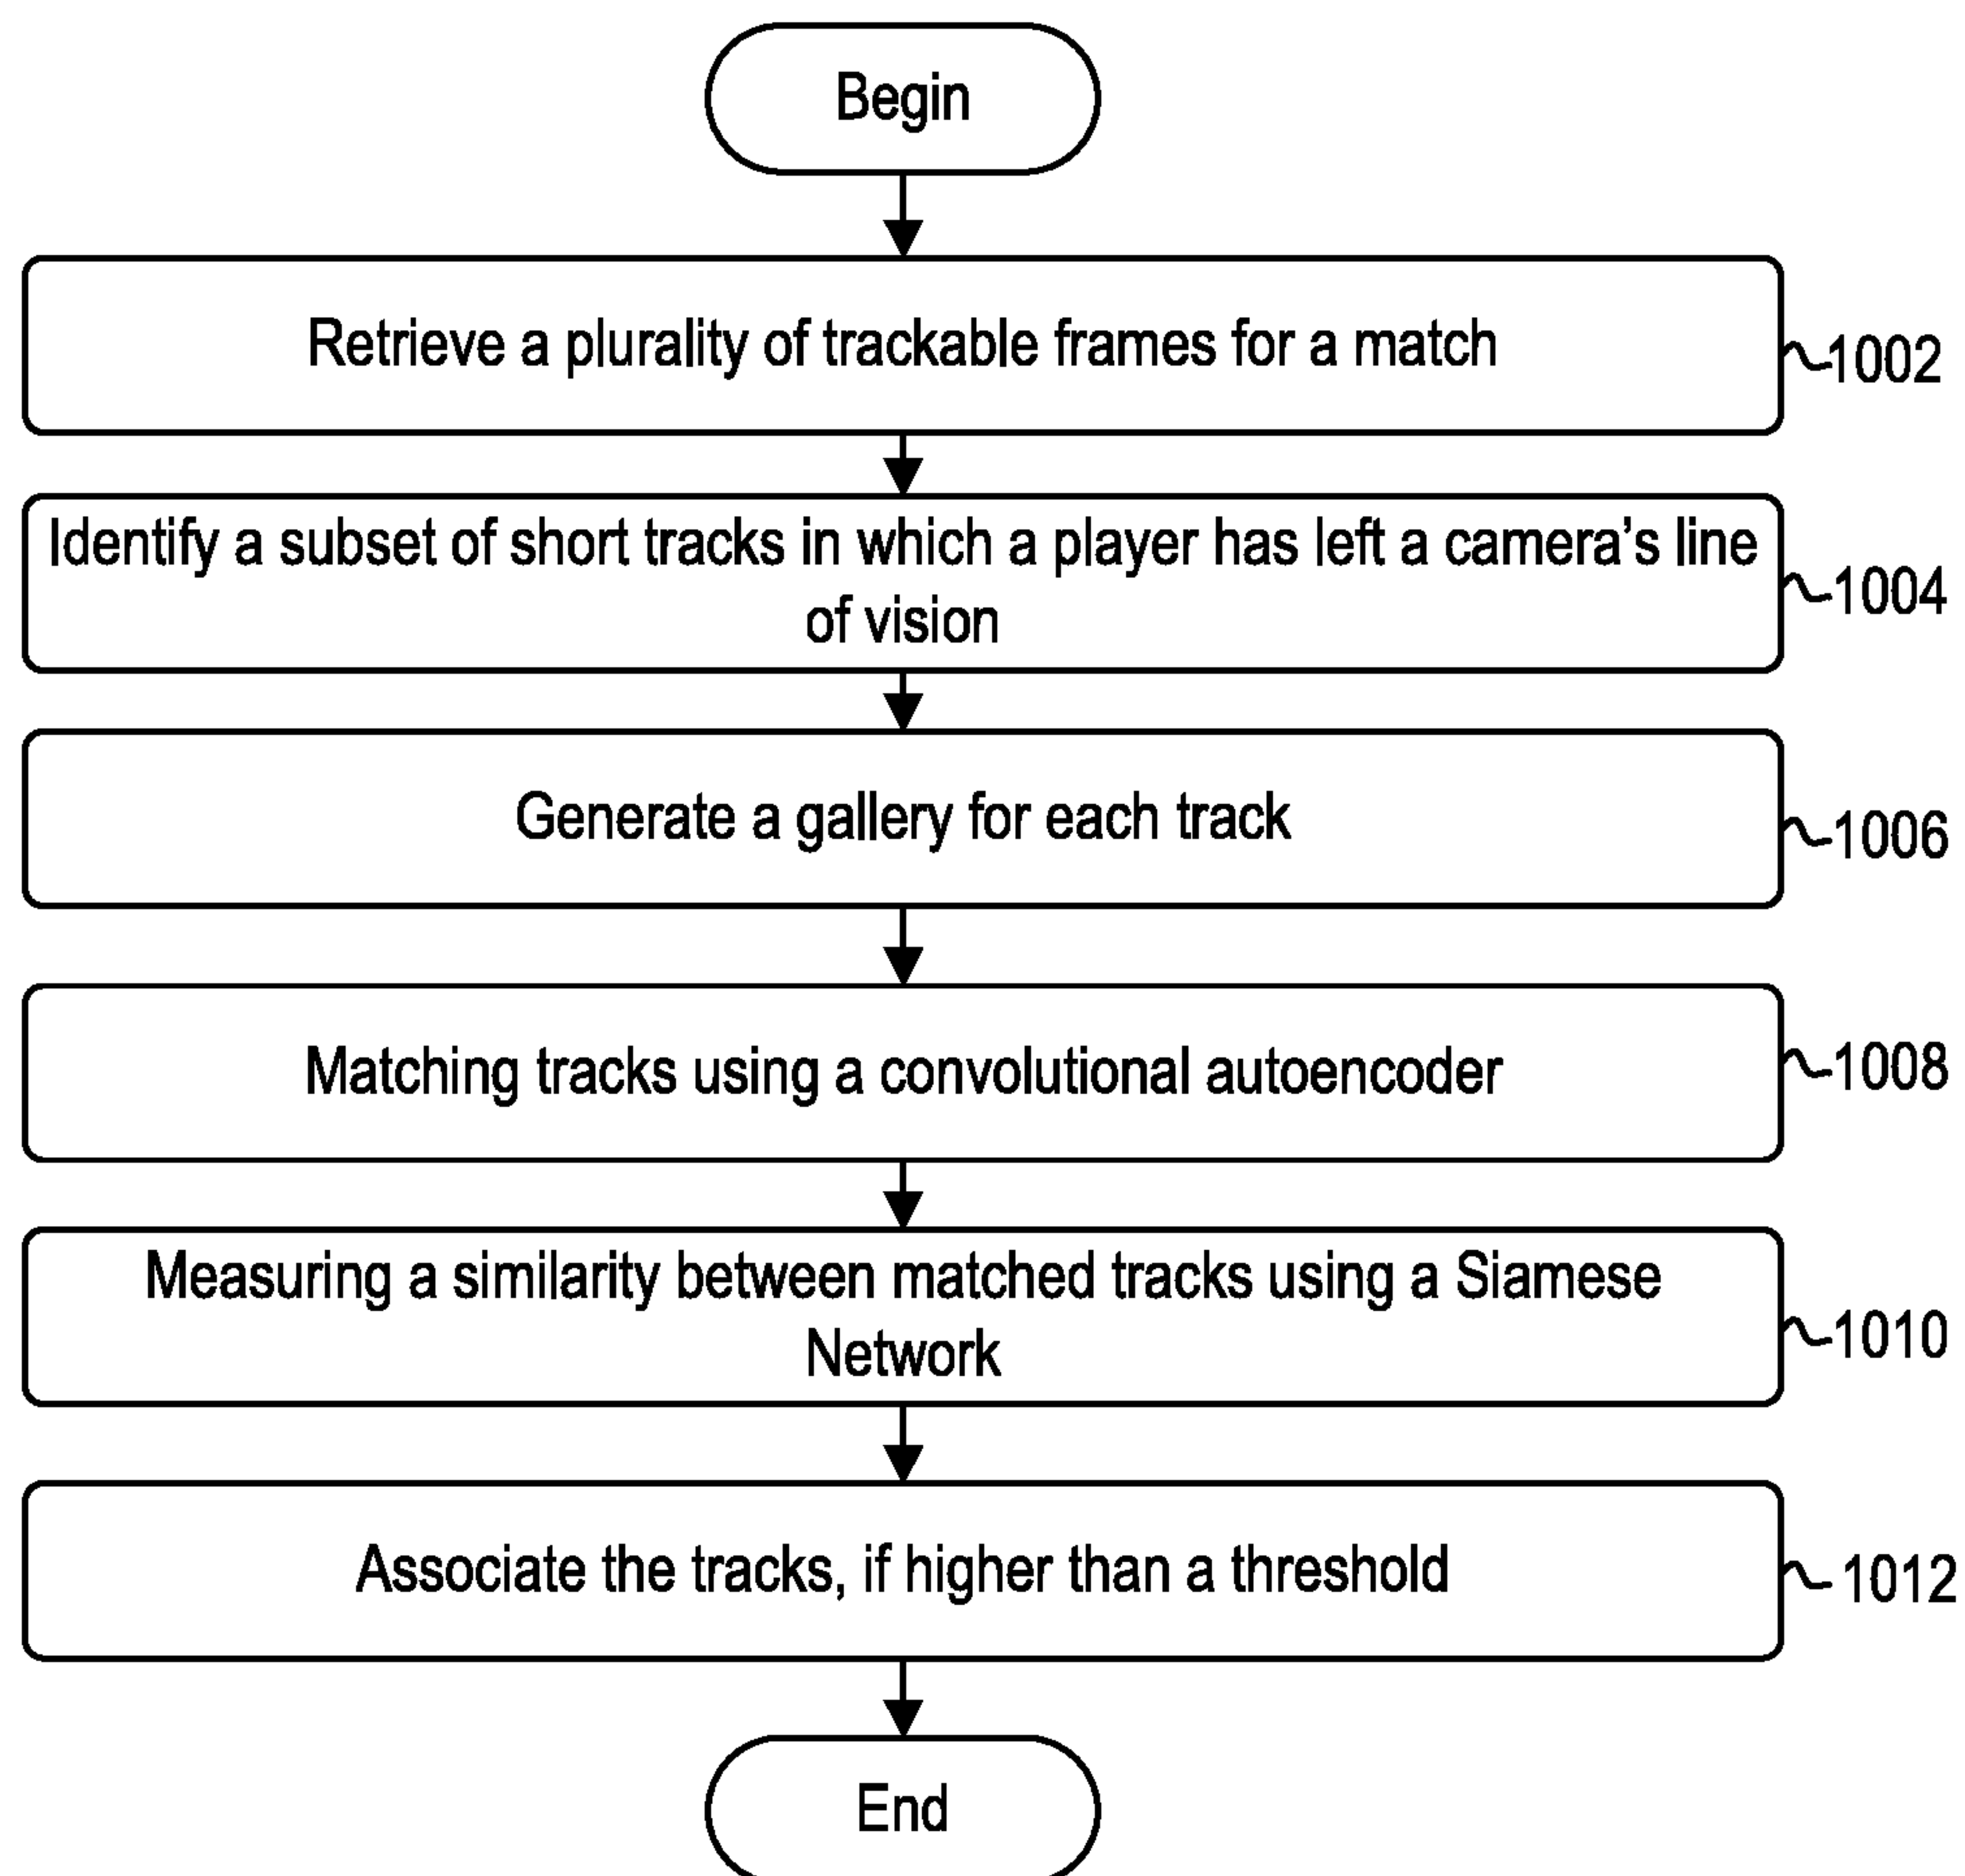 Begin
Retrieve a plurality of trackable frames for a match
1002
Identify a subset of short tracks in which a player has left a camera’s line
of vision
1004
Generate a gallery for each track
1006
Matching tracks using a convolutional autoencoder
1008
Measuring a similarity between matched tracks using a Siamese
Network
1010
Associate the tracks, if higher than a threshold
1012
End